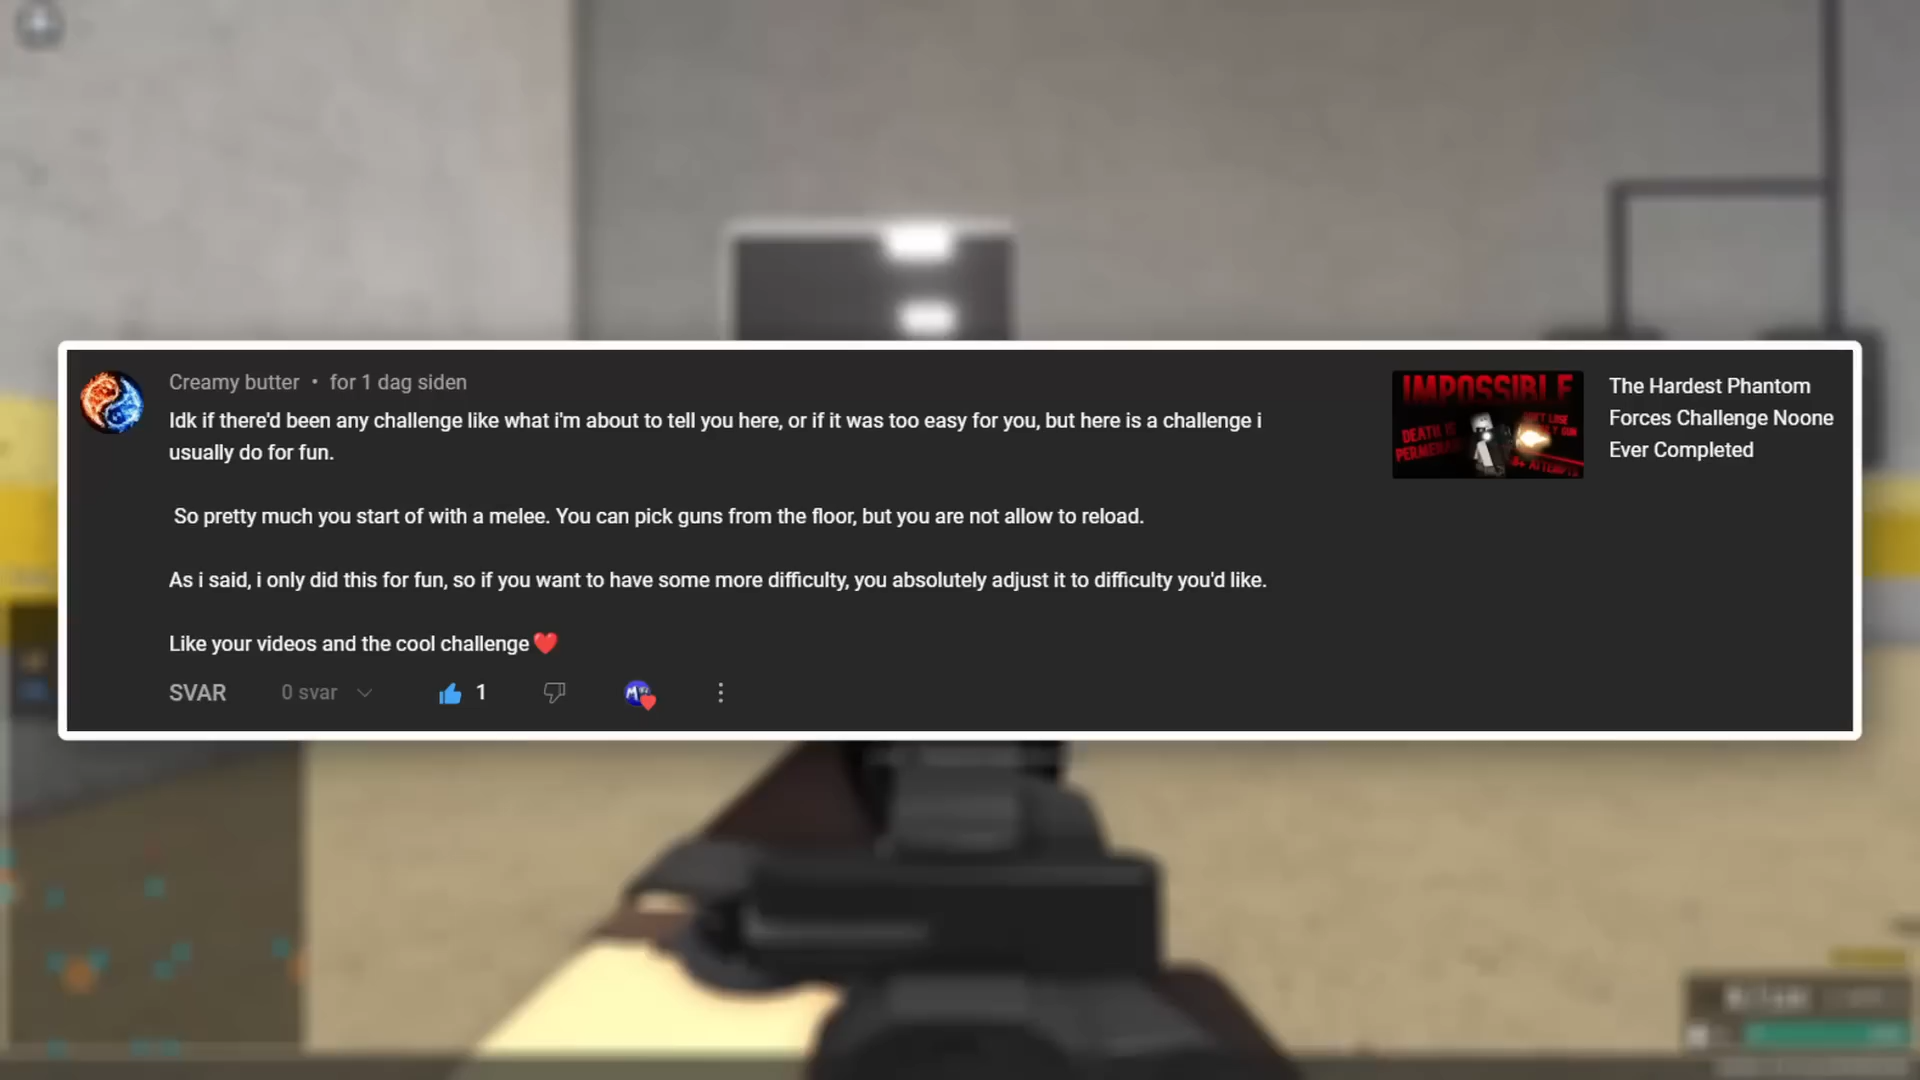 Creamy butter • for 1 dag siden
Idk if there'd been any challenge like what i'm about to tell you here, or if it was too easy for you, but here is a challenge i
usually do for fun.
So pretty much you start of with a melee. You can pick guns from the floor, but you are not allow to reload.
As i said, i only did this for fun, so if you want to have some more difficulty, you absolutely adjust it to difficulty you'd like.
Like your videos and the cool challenge❤️
SVAR 0 svar 1
IMPOSSIBLE
The Hardest Phantom
Forces Challenge Noone
Ever Completed